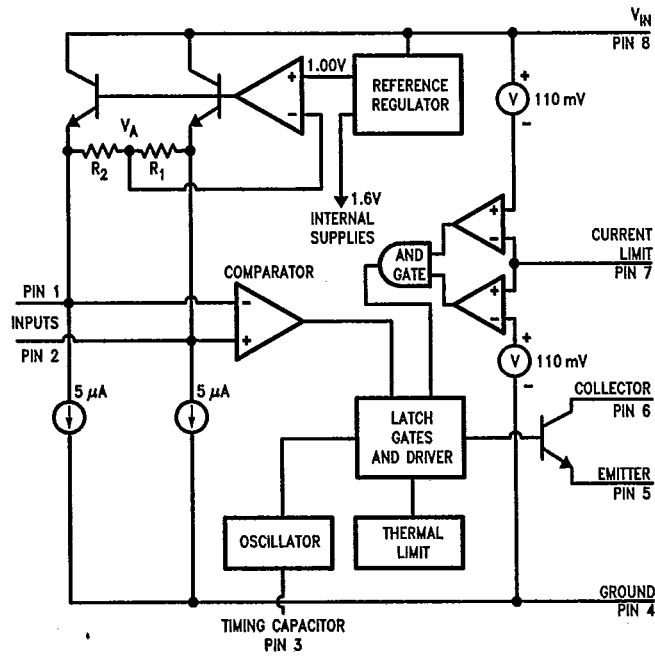 V_IN
PIN 8
1.00V
REFERENCE
REGULATOR
+
-
+
V
110 mV
-
V_A
R_2
R_1
1.6V
INTERNAL
SUPPLIES
+
-
CURRENT
LIMIT
PIN 7
AND
GATE
+
-
COMPARATOR
PIN 1
INPUTS
PIN 2
-
+
+
V
110 mV
-
5 μA
5 μA
COLLECTOR
PIN 6
LATCH
GATES
AND DRIVER
EMITTER
PIN 5
OSCILLATOR
THERMAL
LIMIT
GROUND
PIN 4
TIMING CAPACITOR
PIN 3